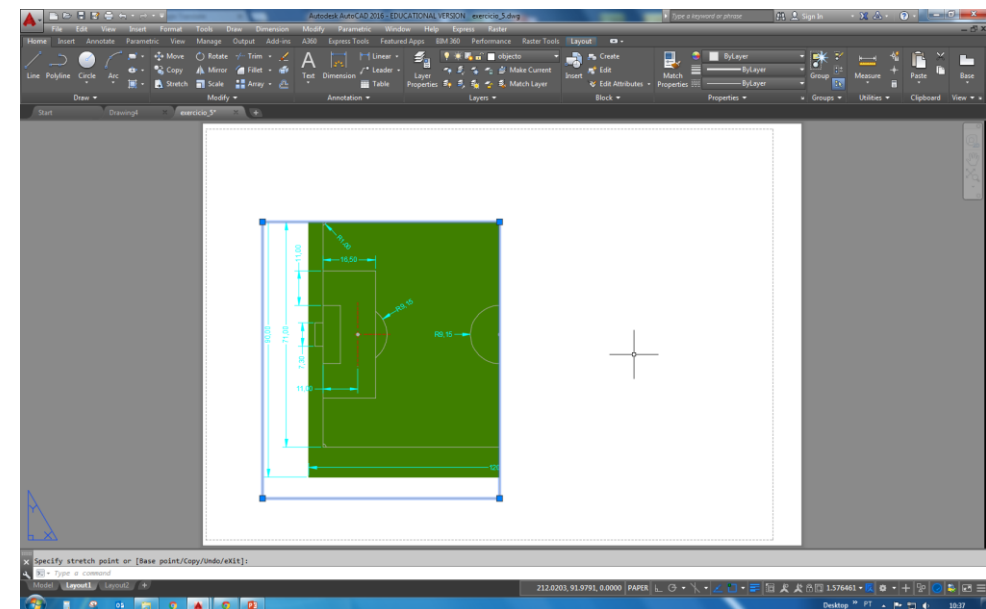 Autodesk AutoCAD 2016 - EDUCATIONAL VERSION exercicio_5.dwg
Type a keyword or phrase
Sign In
File Edit View Insert Format Tools Draw Dimension Modify Parametric Window Help Express Raster
Home Insert Annotate Parametric View Manage Output Add-ins A360 Express Tools Featured Apps BIM 360 Performance Raster Tools Layout
Line Polyline Circle Arc
Move Rotate Trim
Copy Mirror Fillet
Stretch Scale Array
Text Dimension
Linear
Leader
Table
Layer Properties
objecto
Make Current
Match Layer
Insert
Create
Edit
Edit Attributes
Match Properties
ByLayer
ByLayer
ByLayer
Group Measure Paste Base
Draw Modify Annotation Layers Block Properties Groups Utilities Clipboard View
Start Drawing4 exercicio_5*
R1,00
11,00
16,50
R9,15
R9,15
90,00
71,00
7,30
11,00
120
Y
X
Specify stretch point or [Base point/Copy/Undo/eXit]:
Type a command
Model Layout1 Layout2 +
212.0203, 91.9791, 0.0000 PAPER
1.576461
Desktop PT 10:37